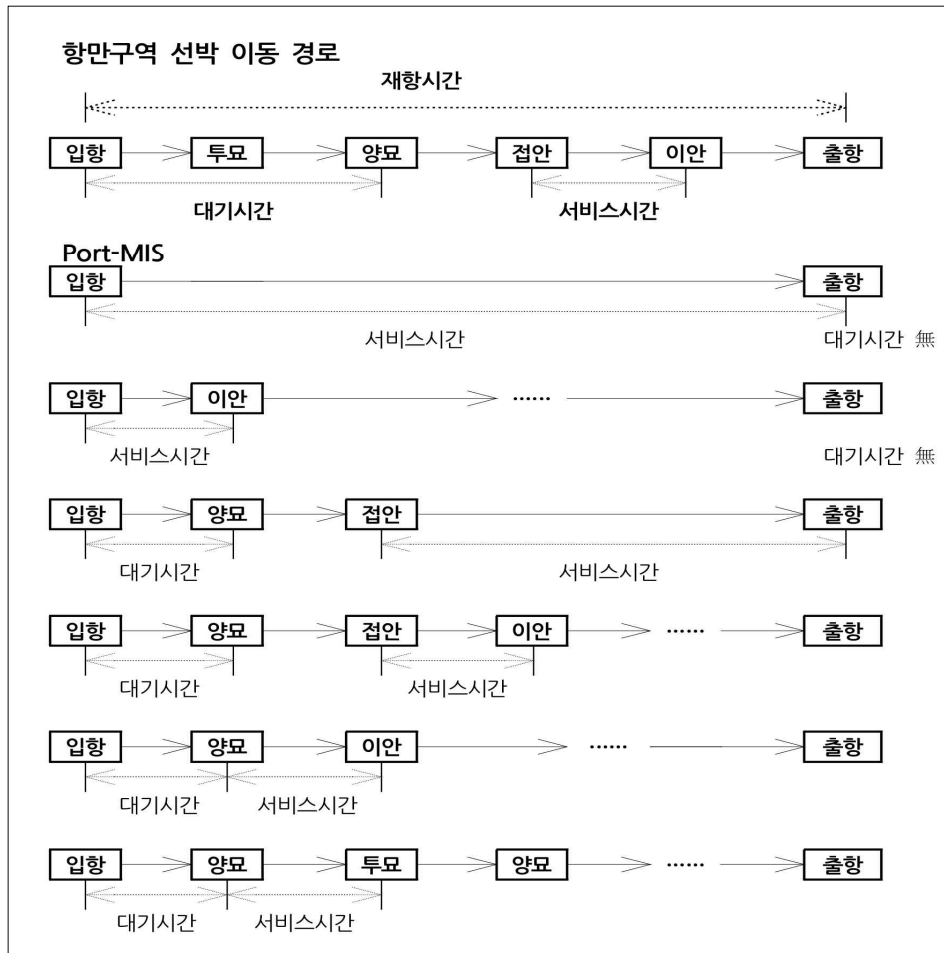 항만구역 선박 이동 경로
재항시간
입항 투묘 양묘 접안 이안 출항
대기시간 서비스시간
Port-MIS
입항 출항
서비스시간 대기시간 無
입항 이안 ...... 출항
서비스시간 대기시간 無
입항 양묘 접안 출항
대기시간 서비스시간
입항 양묘 접안 이안 ...... 출항
대기시간 서비스시간
입항 양묘 이안 ...... 출항
대기시간 서비스시간
입항 양묘 투묘 양묘 ...... 출항
대기시간 서비스시간